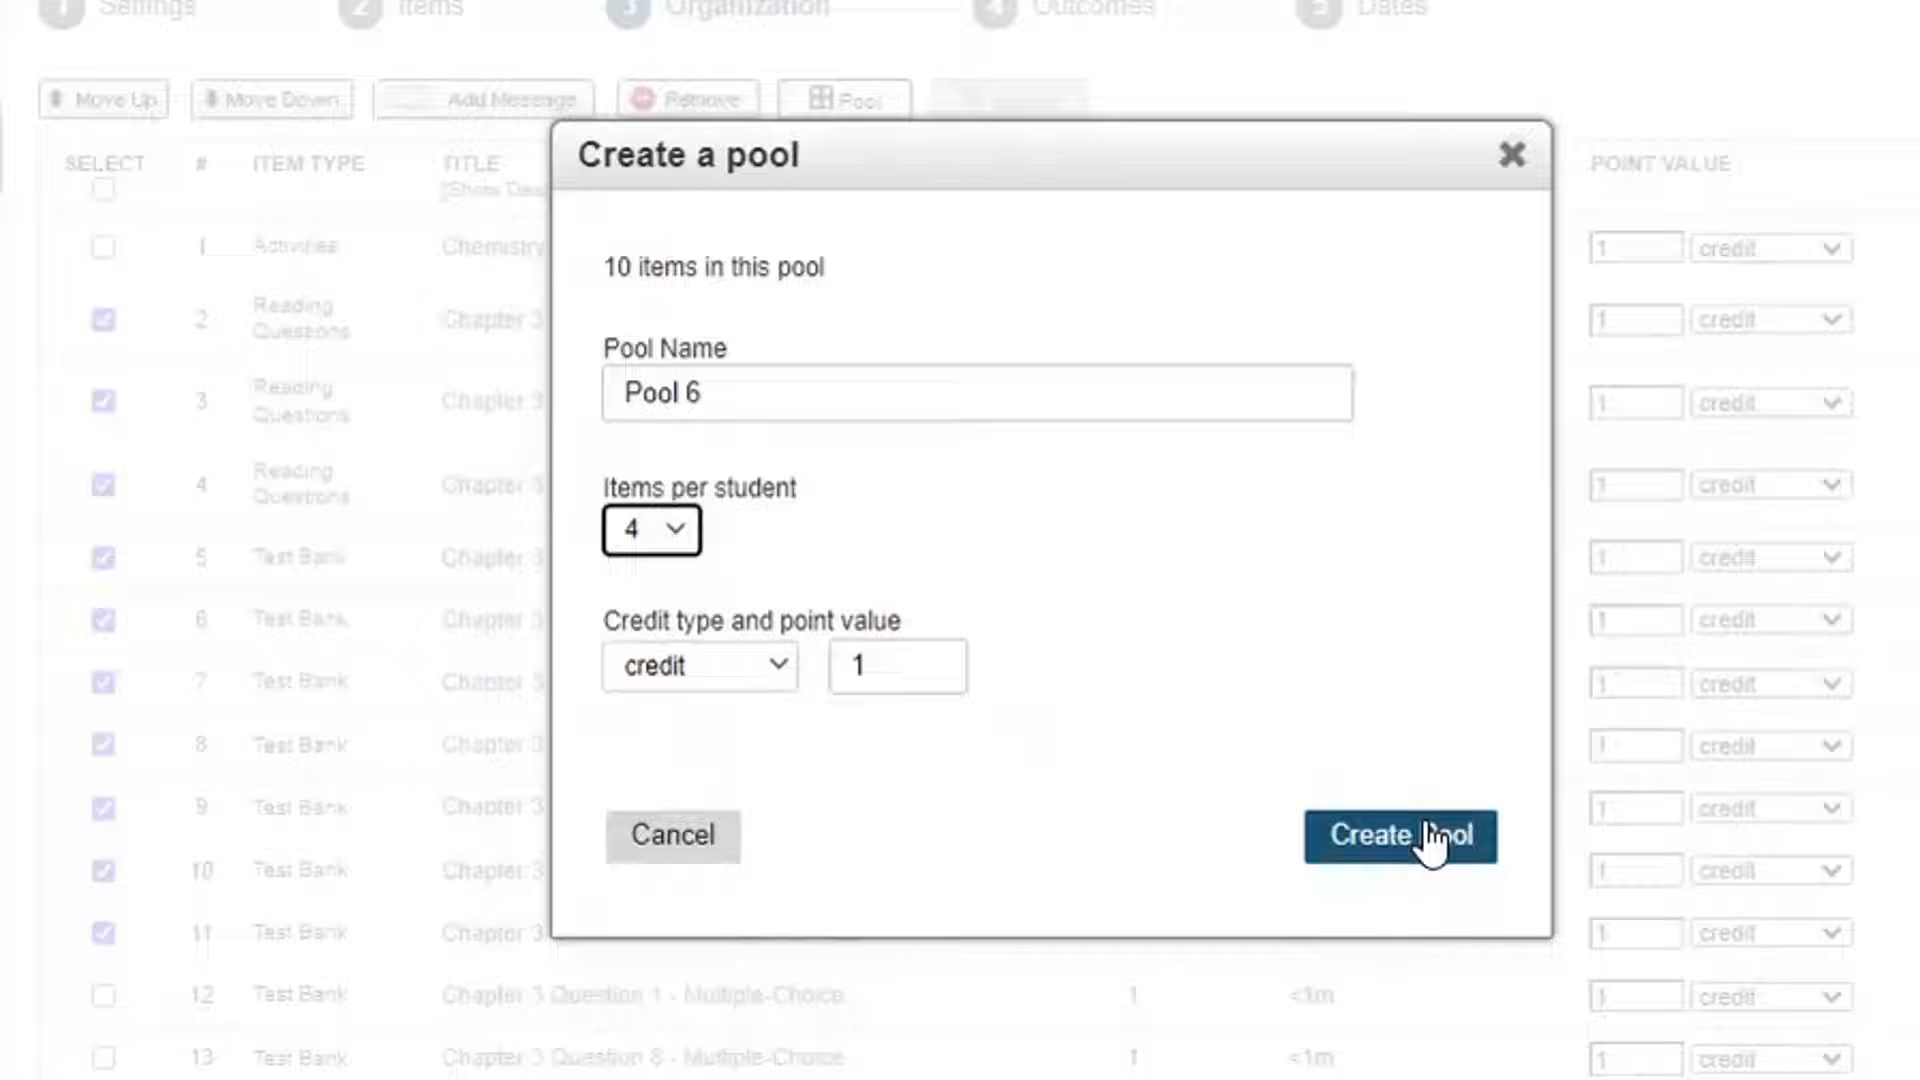 1 Settings 2 Items 3 Organization 4 Outcomes 5 Dates
Move Up Move Down Add Message Remove Pool
SELECT # ITEM TYPE TITLE POINT VALUE
[Show Des
Create a pool
10 items in this pool
Pool Name
Pool 6
Items per student
4
Credit type and point value
credit 1
Cancel Create Pool
1 Activities Chemistry 1 credit
2 Reading Questions Chapter 3 1 credit
3 Reading Questions Chapter 3 1 credit
4 Reading Questions Chapter 3 1 credit
5 Test Bank Chapter 3 1 credit
6 Test Bank Chapter 3 1 credit
7 Test Bank Chapter 3 1 credit
8 Test Bank Chapter 3 1 credit
9 Test Bank Chapter 3 1 credit
10 Test Bank Chapter 3 1 credit
11 Test Bank Chapter 3 1 credit
12 Test Bank Chapter 3 Question 1 - Multiple-Choice 1 <1m 1 credit
13 Test Bank Chapter 3 Question 8 - Multiple-Choice 1 <1m 1 credit